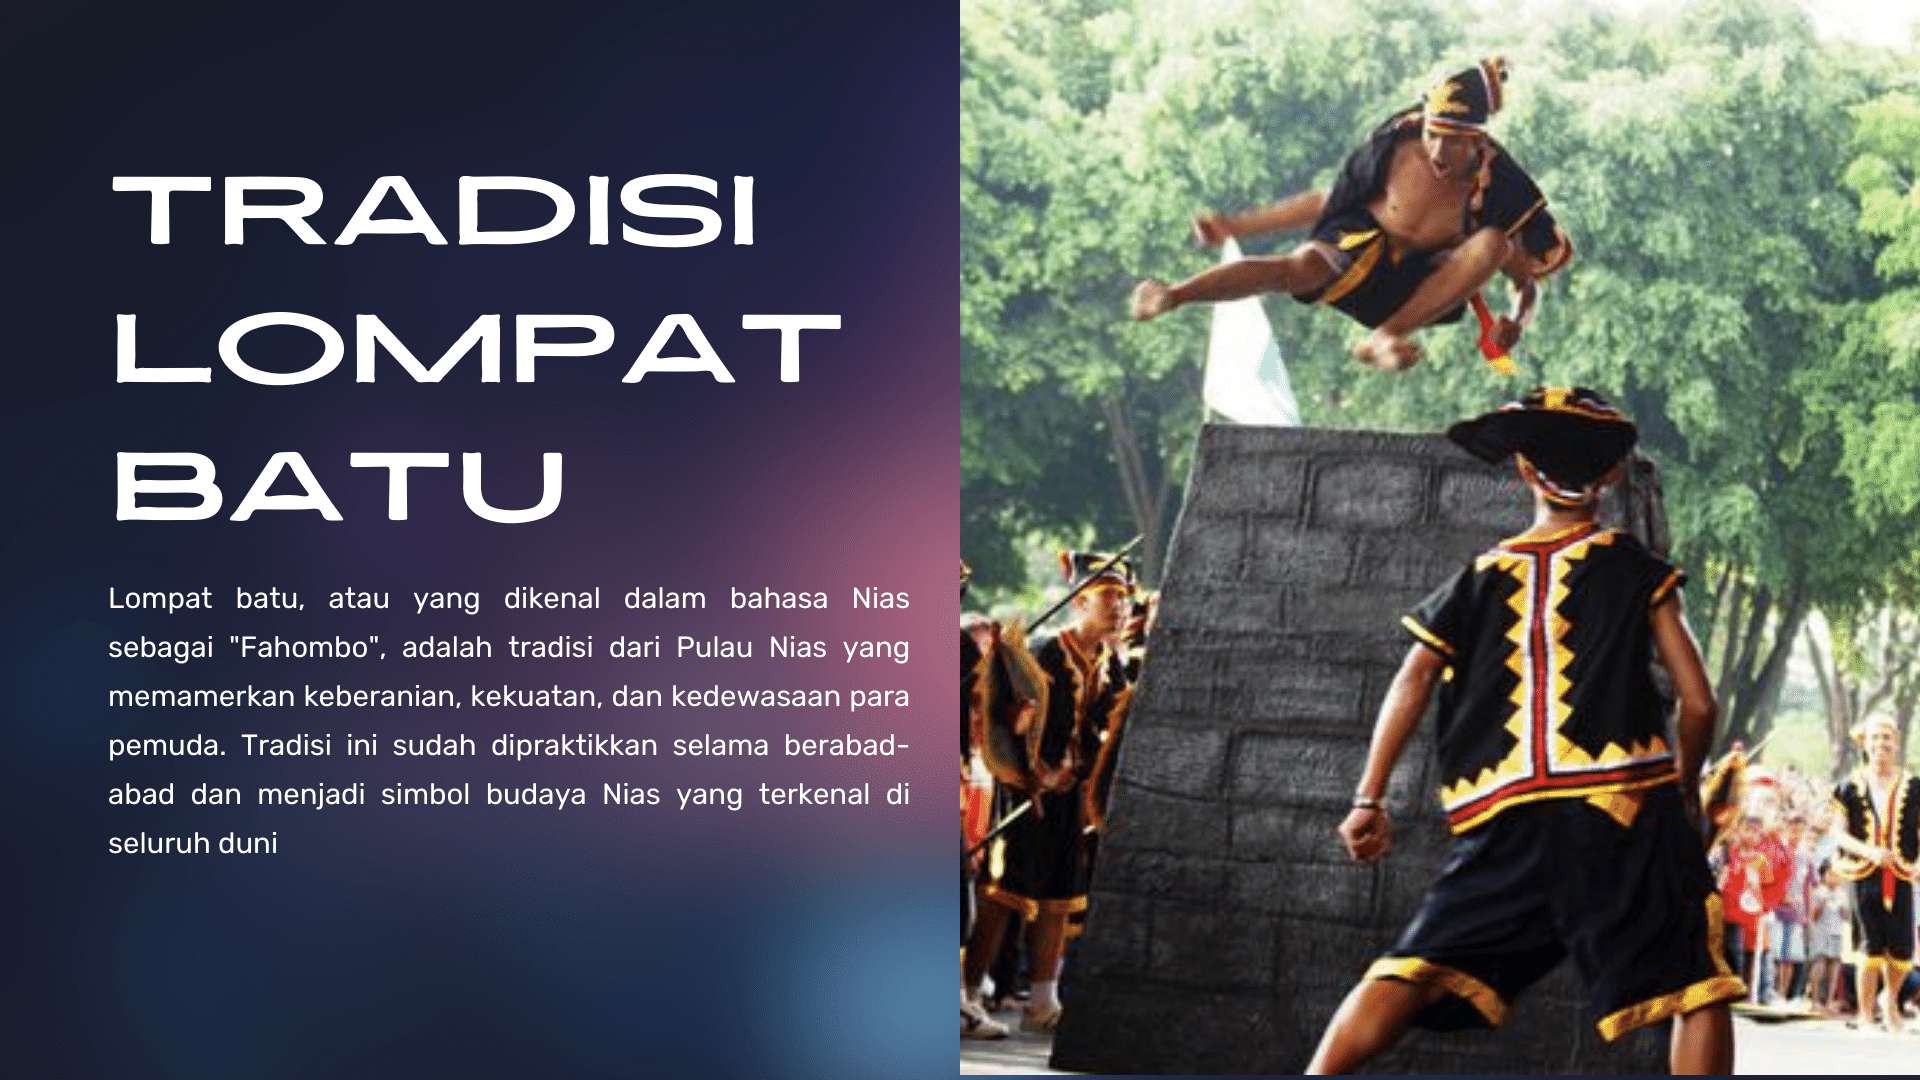 TRADISI
LOMPAT
BATU
Lompat batu, atau yang dikenal dalam bahasa Nias
sebagai "Fahombo", adalah tradisi dari Pulau Nias yang
memamerkan keberanian, kekuatan, dan kedewasaan para
pemuda. Tradisi ini sudah dipraktikkan selama berabad-
abad dan menjadi simbol budaya Nias yang terkenal di
seluruh duni